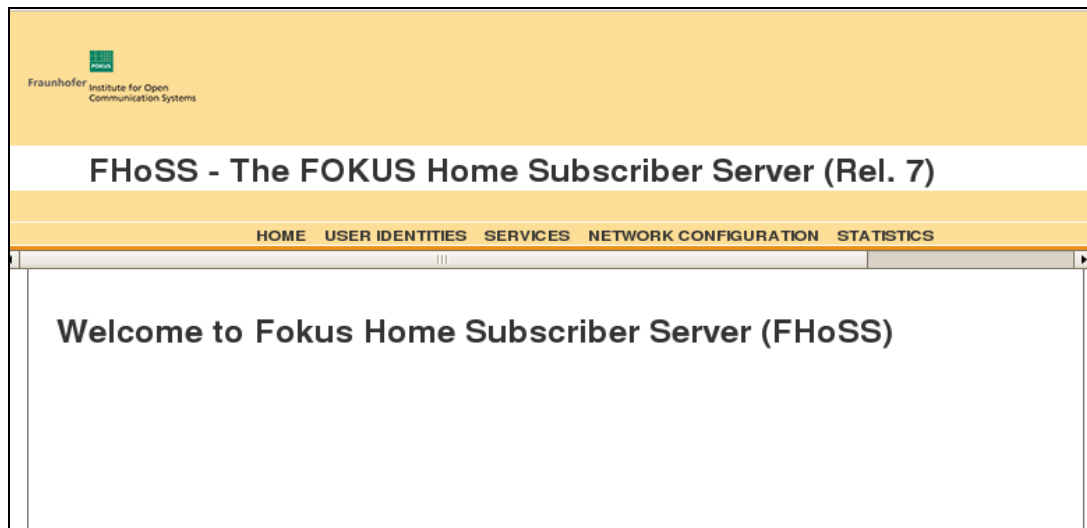 FOKUS
Fraunhofer Institute for Open
Communication Systems
FHoSS - The FOKUS Home Subscriber Server (Rel. 7)
HOME USER IDENTITIES SERVICES NETWORK CONFIGURATION STATISTICS
Welcome to Fokus Home Subscriber Server (FHoSS)